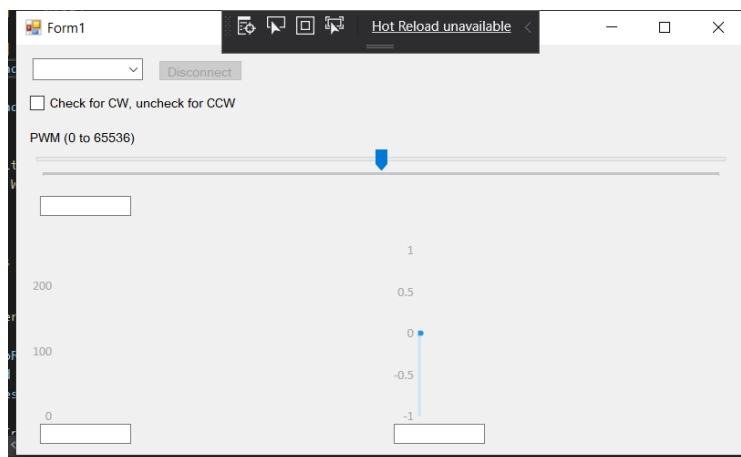 Form1
Hot Reload unavailable
Disconnect
Check for CW, uncheck for CCW
PWM (0 to 65536)
1
200
0.5
0
100
-0.5
0
-1